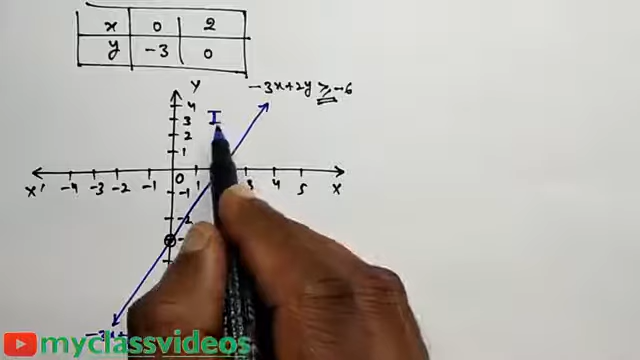 x 0 2
y -3 0
Y
-3x+2y ≥ -6
4
3
I
2
1
X' -4 -3 -2 -1 0 1 3 4 5 X
-1
-2
myclassvideos